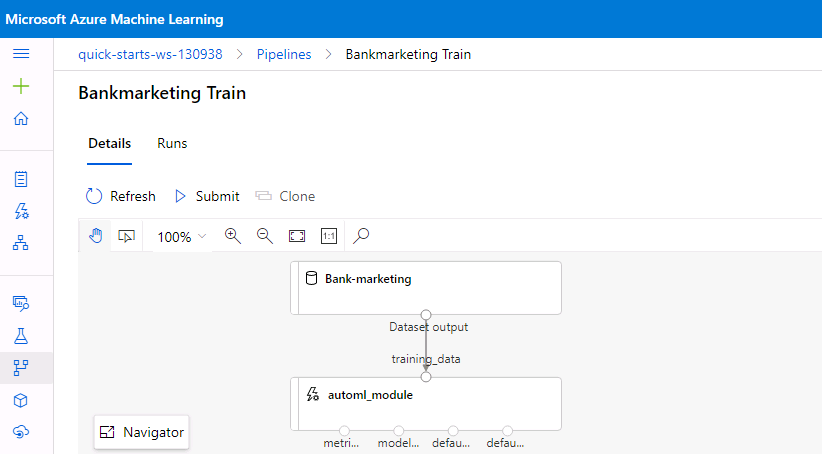 Microsoft Azure Machine Learning
quick-starts-ws-130938 > Pipelines > Bankmarketing Train
Bankmarketing Train
Details Runs
Refresh Submit Clone
100% 1:1
Bank-marketing
Dataset output
training_data
automl_module
Navigator
metri... model... defau... defau...